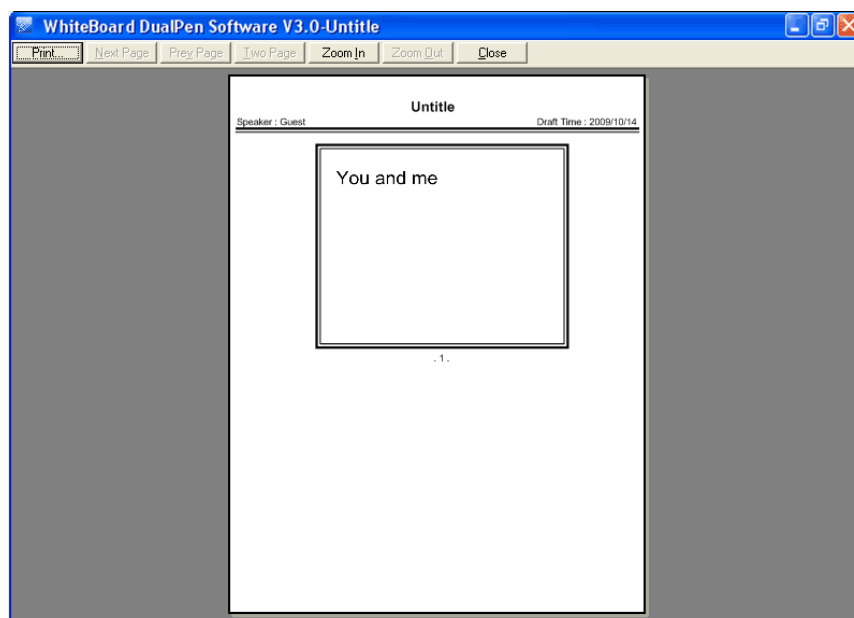 WhiteBoard DualPen Software V3.0-Untitle
Print... Next Page Prev Page Two Page Zoom In Zoom Out Close
Untitle
Speaker : Guest Draft Time : 2009/10/14
You and me
. 1 .